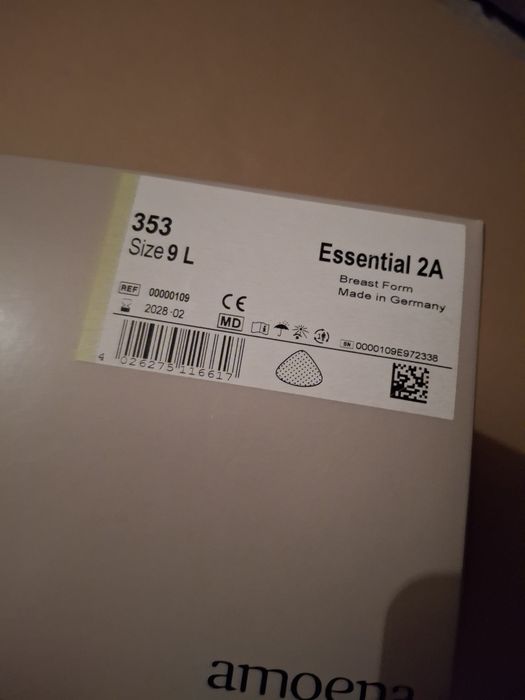 353
Size 9 L
Essential 2A
Breast Form
Made in Germany
REF 00000109
2028-02
CE
MD
SN 0000109E972338
4 026275 116617
amoena